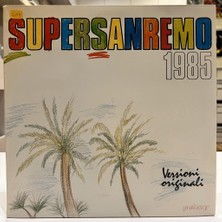 SUPERSANREMO
1985
Versioni
originali